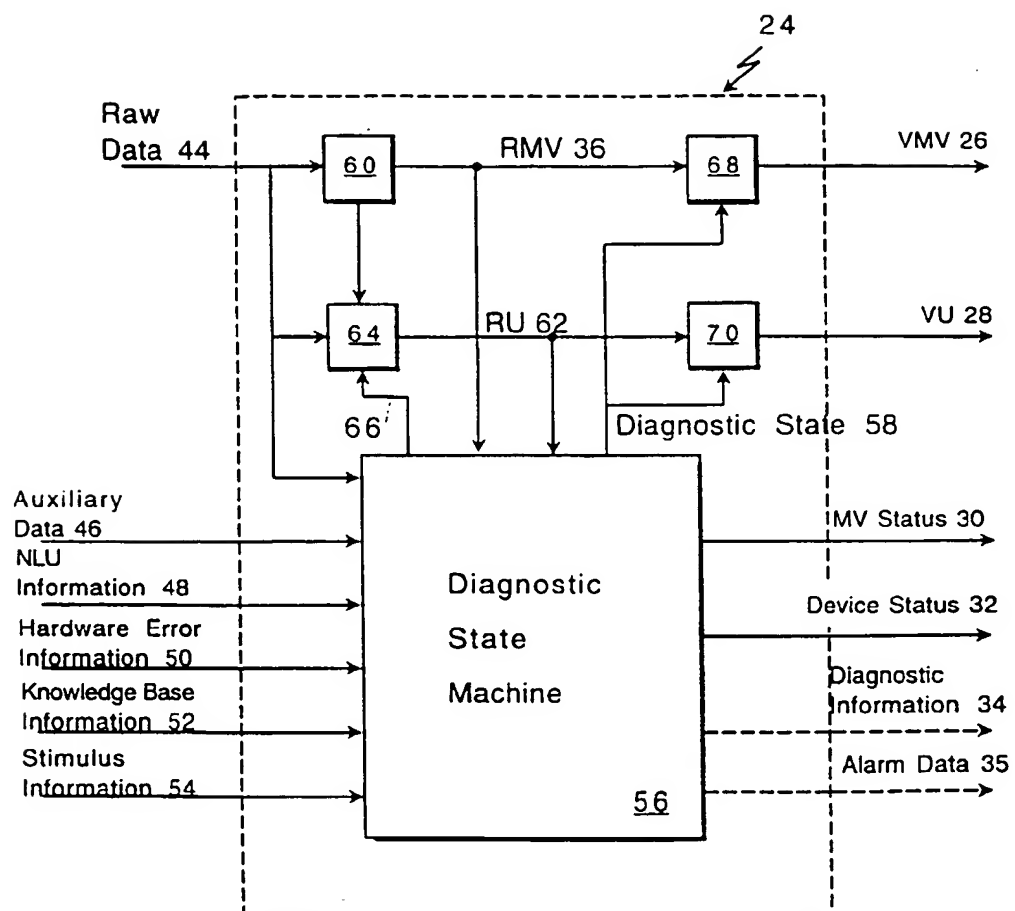 24
Raw
Data 44
60
RMV 36
68
VMV 26
64
RU 62
70
VU 28
66
Diagnostic State 58
Auxiliary
Data 46
NLU
Information 48
Hardware Error
Information 50
Knowledge Base
Information 52
Stimulus
Information 54
Diagnostic
State
Machine
56
MV Status 30
Device Status 32
Diagnostic
Information 34
Alarm Data 35